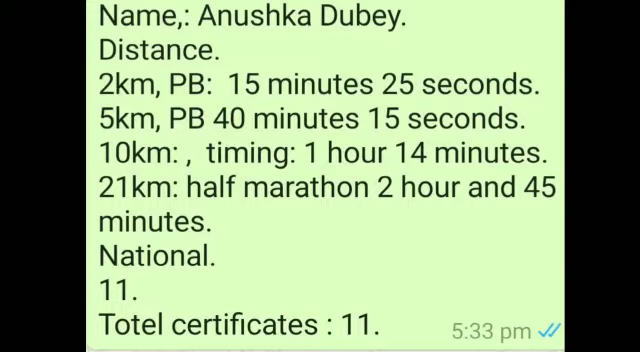 Name,: Anushka Dubey.
Distance.
2km, PB:  15 minutes 25 seconds.
5km, PB 40 minutes 15 seconds.
10km: ,  timing: 1 hour 14 minutes.
21km: half marathon 2 hour and 45
minutes.
National.
11.
Totel certificates : 11.
5:33 pm